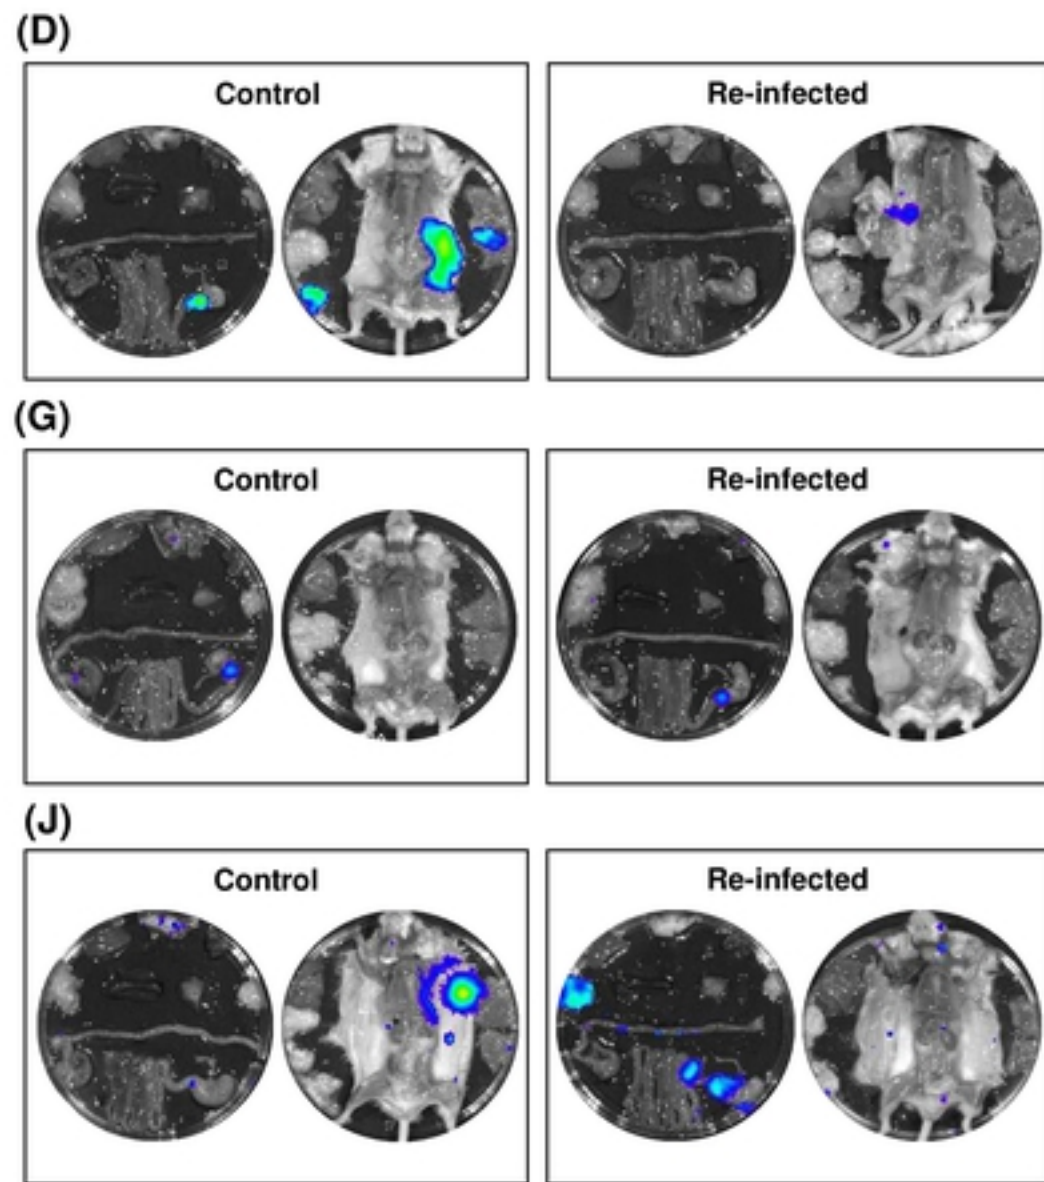 (D)
Control
Re-infected
(G)
Control
Re-infected
(J)
Control
Re-infected